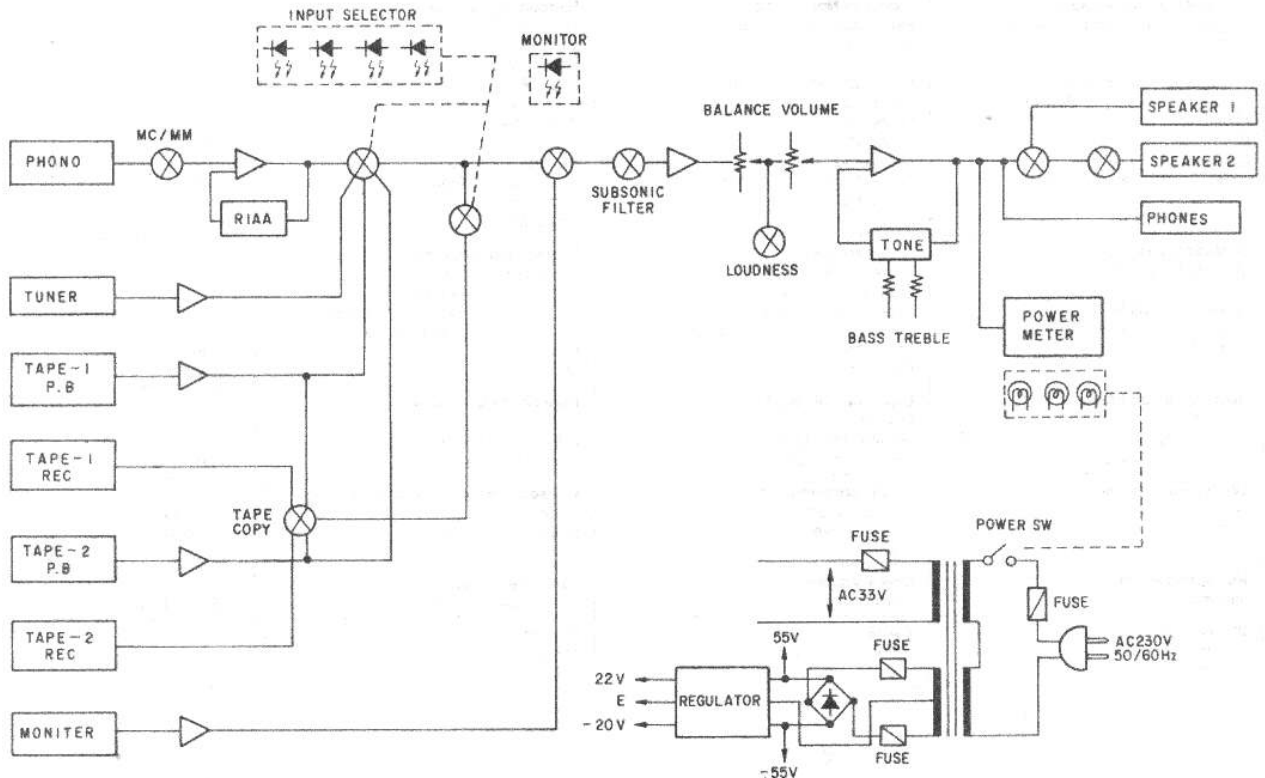 INPUT SELECTOR
MONITOR
MC/MM
BALANCE VOLUME
PHONO
RIAA
SUBSONIC
FILTER
LOUDNESS
TONE
BASS TREBLE
SPEAKER 1
SPEAKER 2
PHONES
POWER
METER
TUNER
TAPE-1
P.B
TAPE-1
REC
TAPE
COPY
TAPE-2
P.B
TAPE-2
REC
MONITER
POWER SW
FUSE
AC33V
FUSE
AC230V
50/60Hz
55V
FUSE
22V
E
-20V
REGULATOR
FUSE
-55V